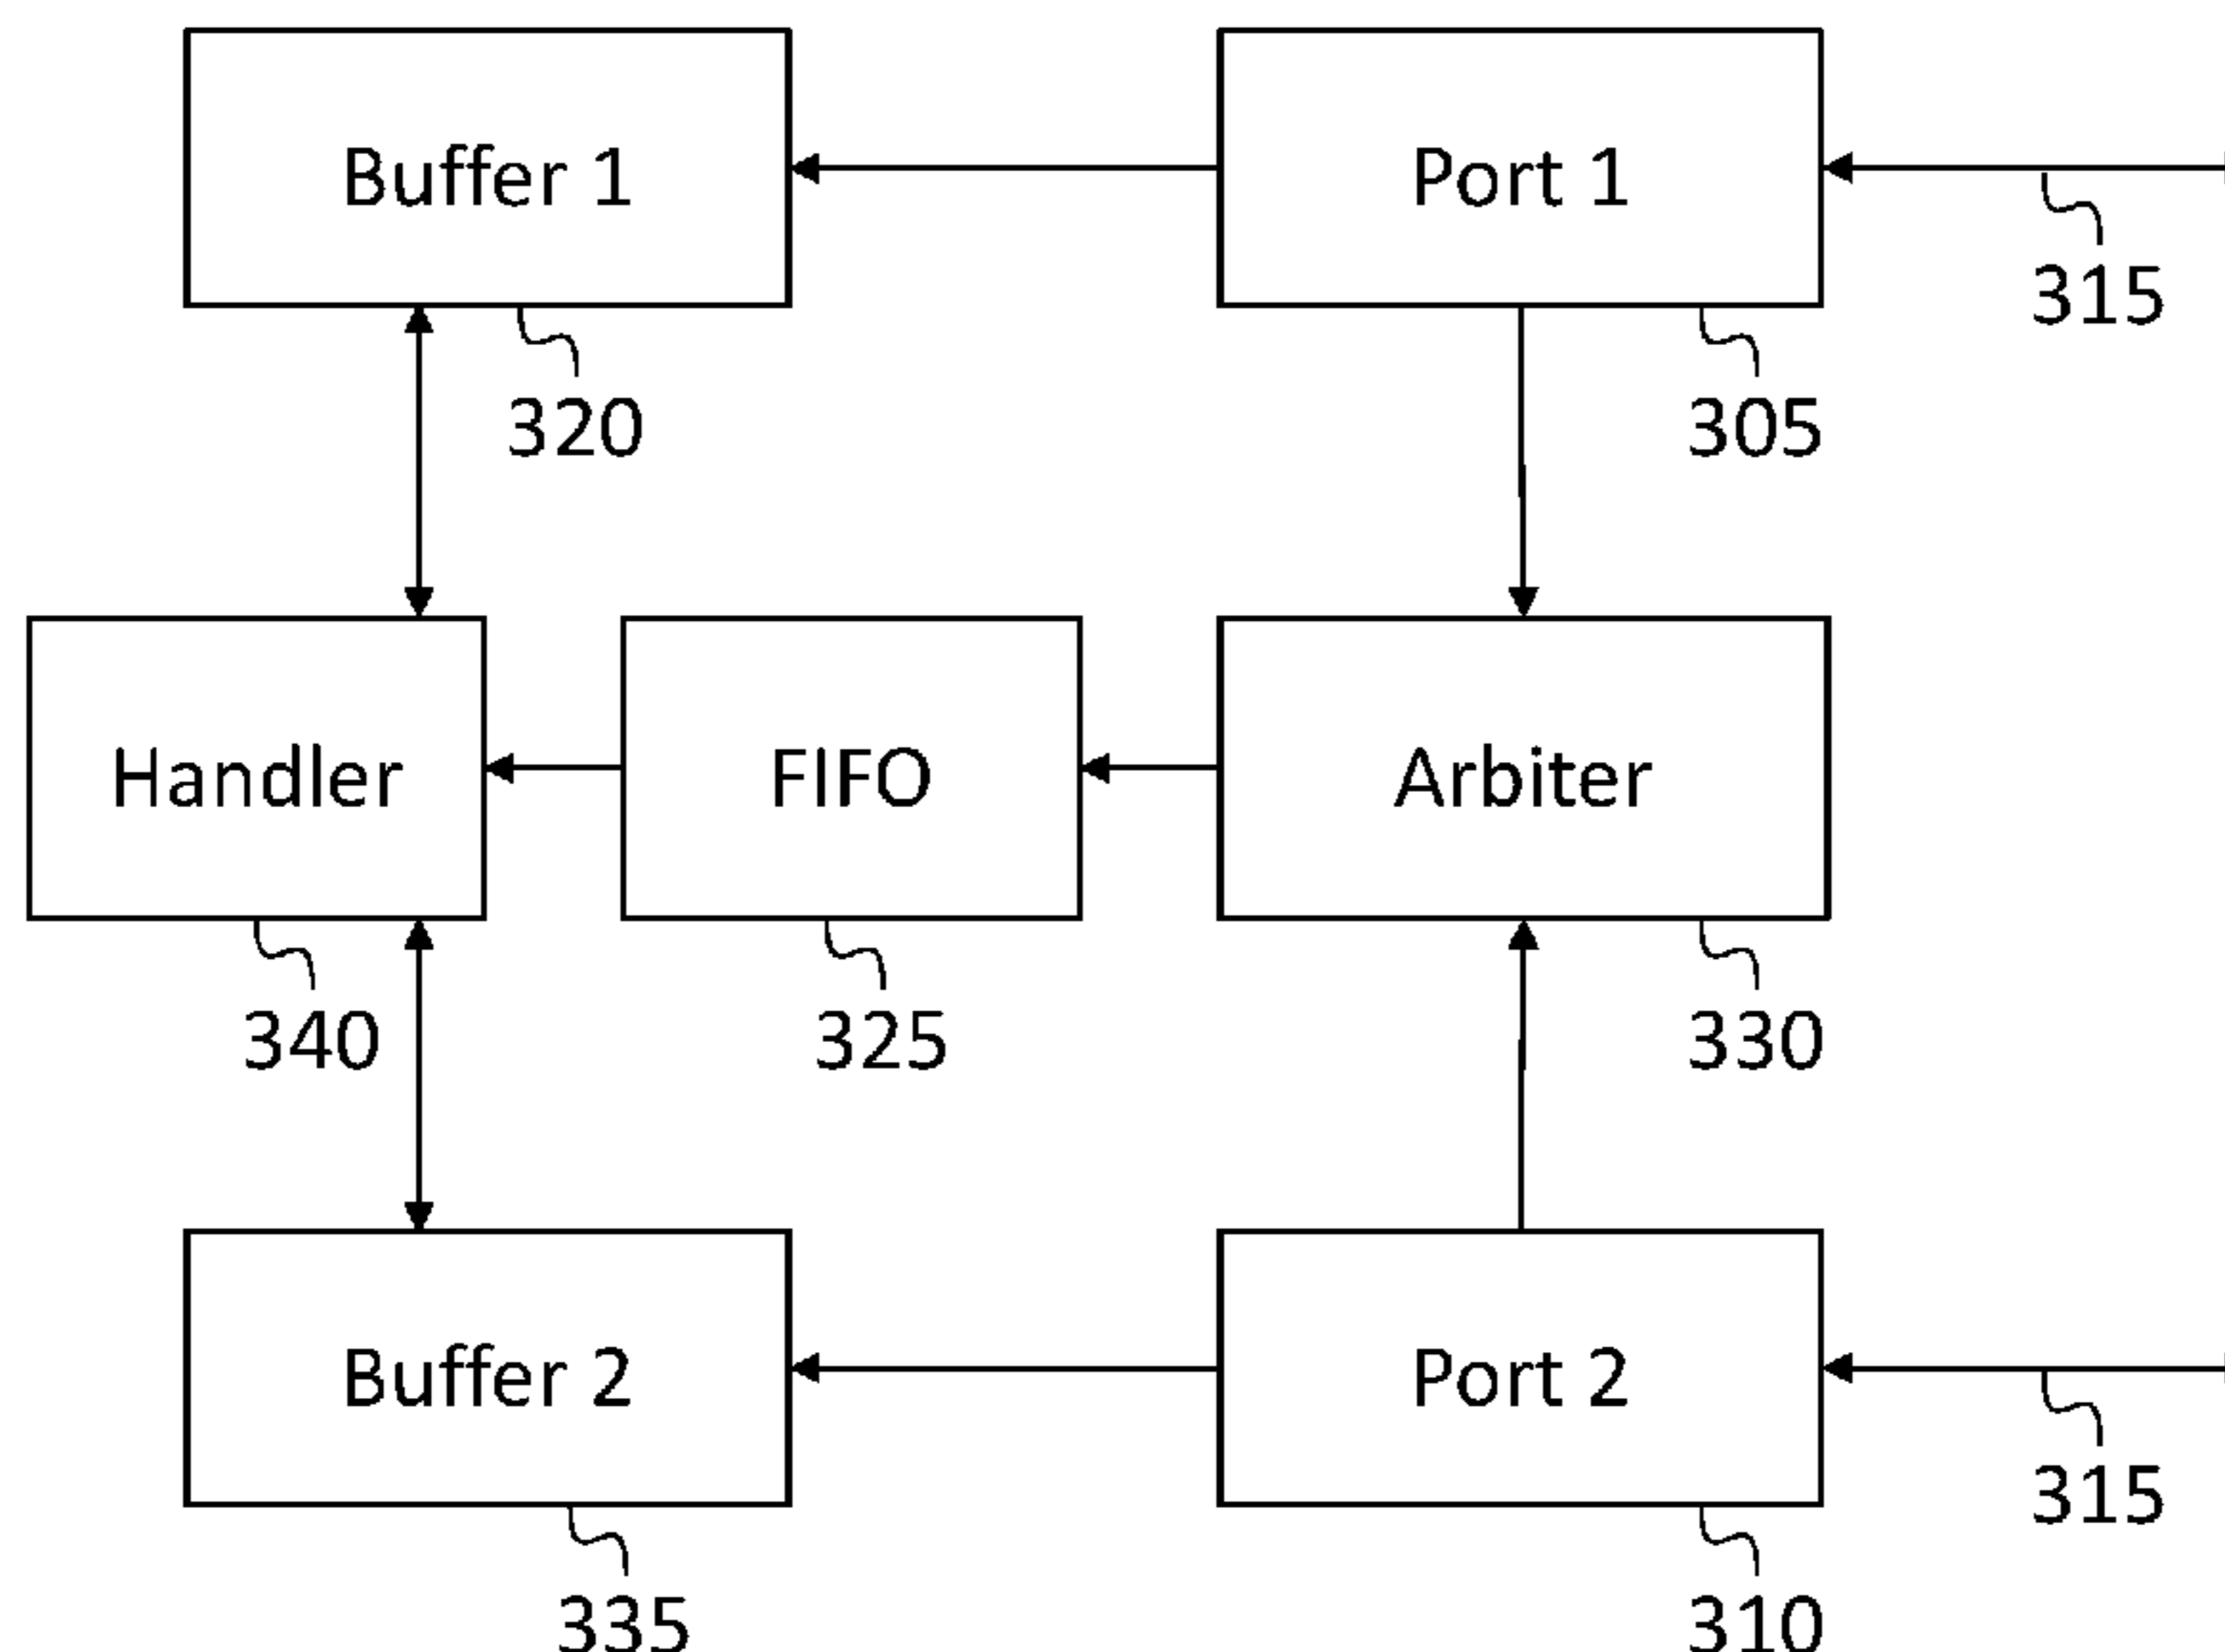 Buffer 1
Port 1
315
320
305
Handler
FIFO
Arbiter
340
325
330
Buffer 2
Port 2
315
335
310